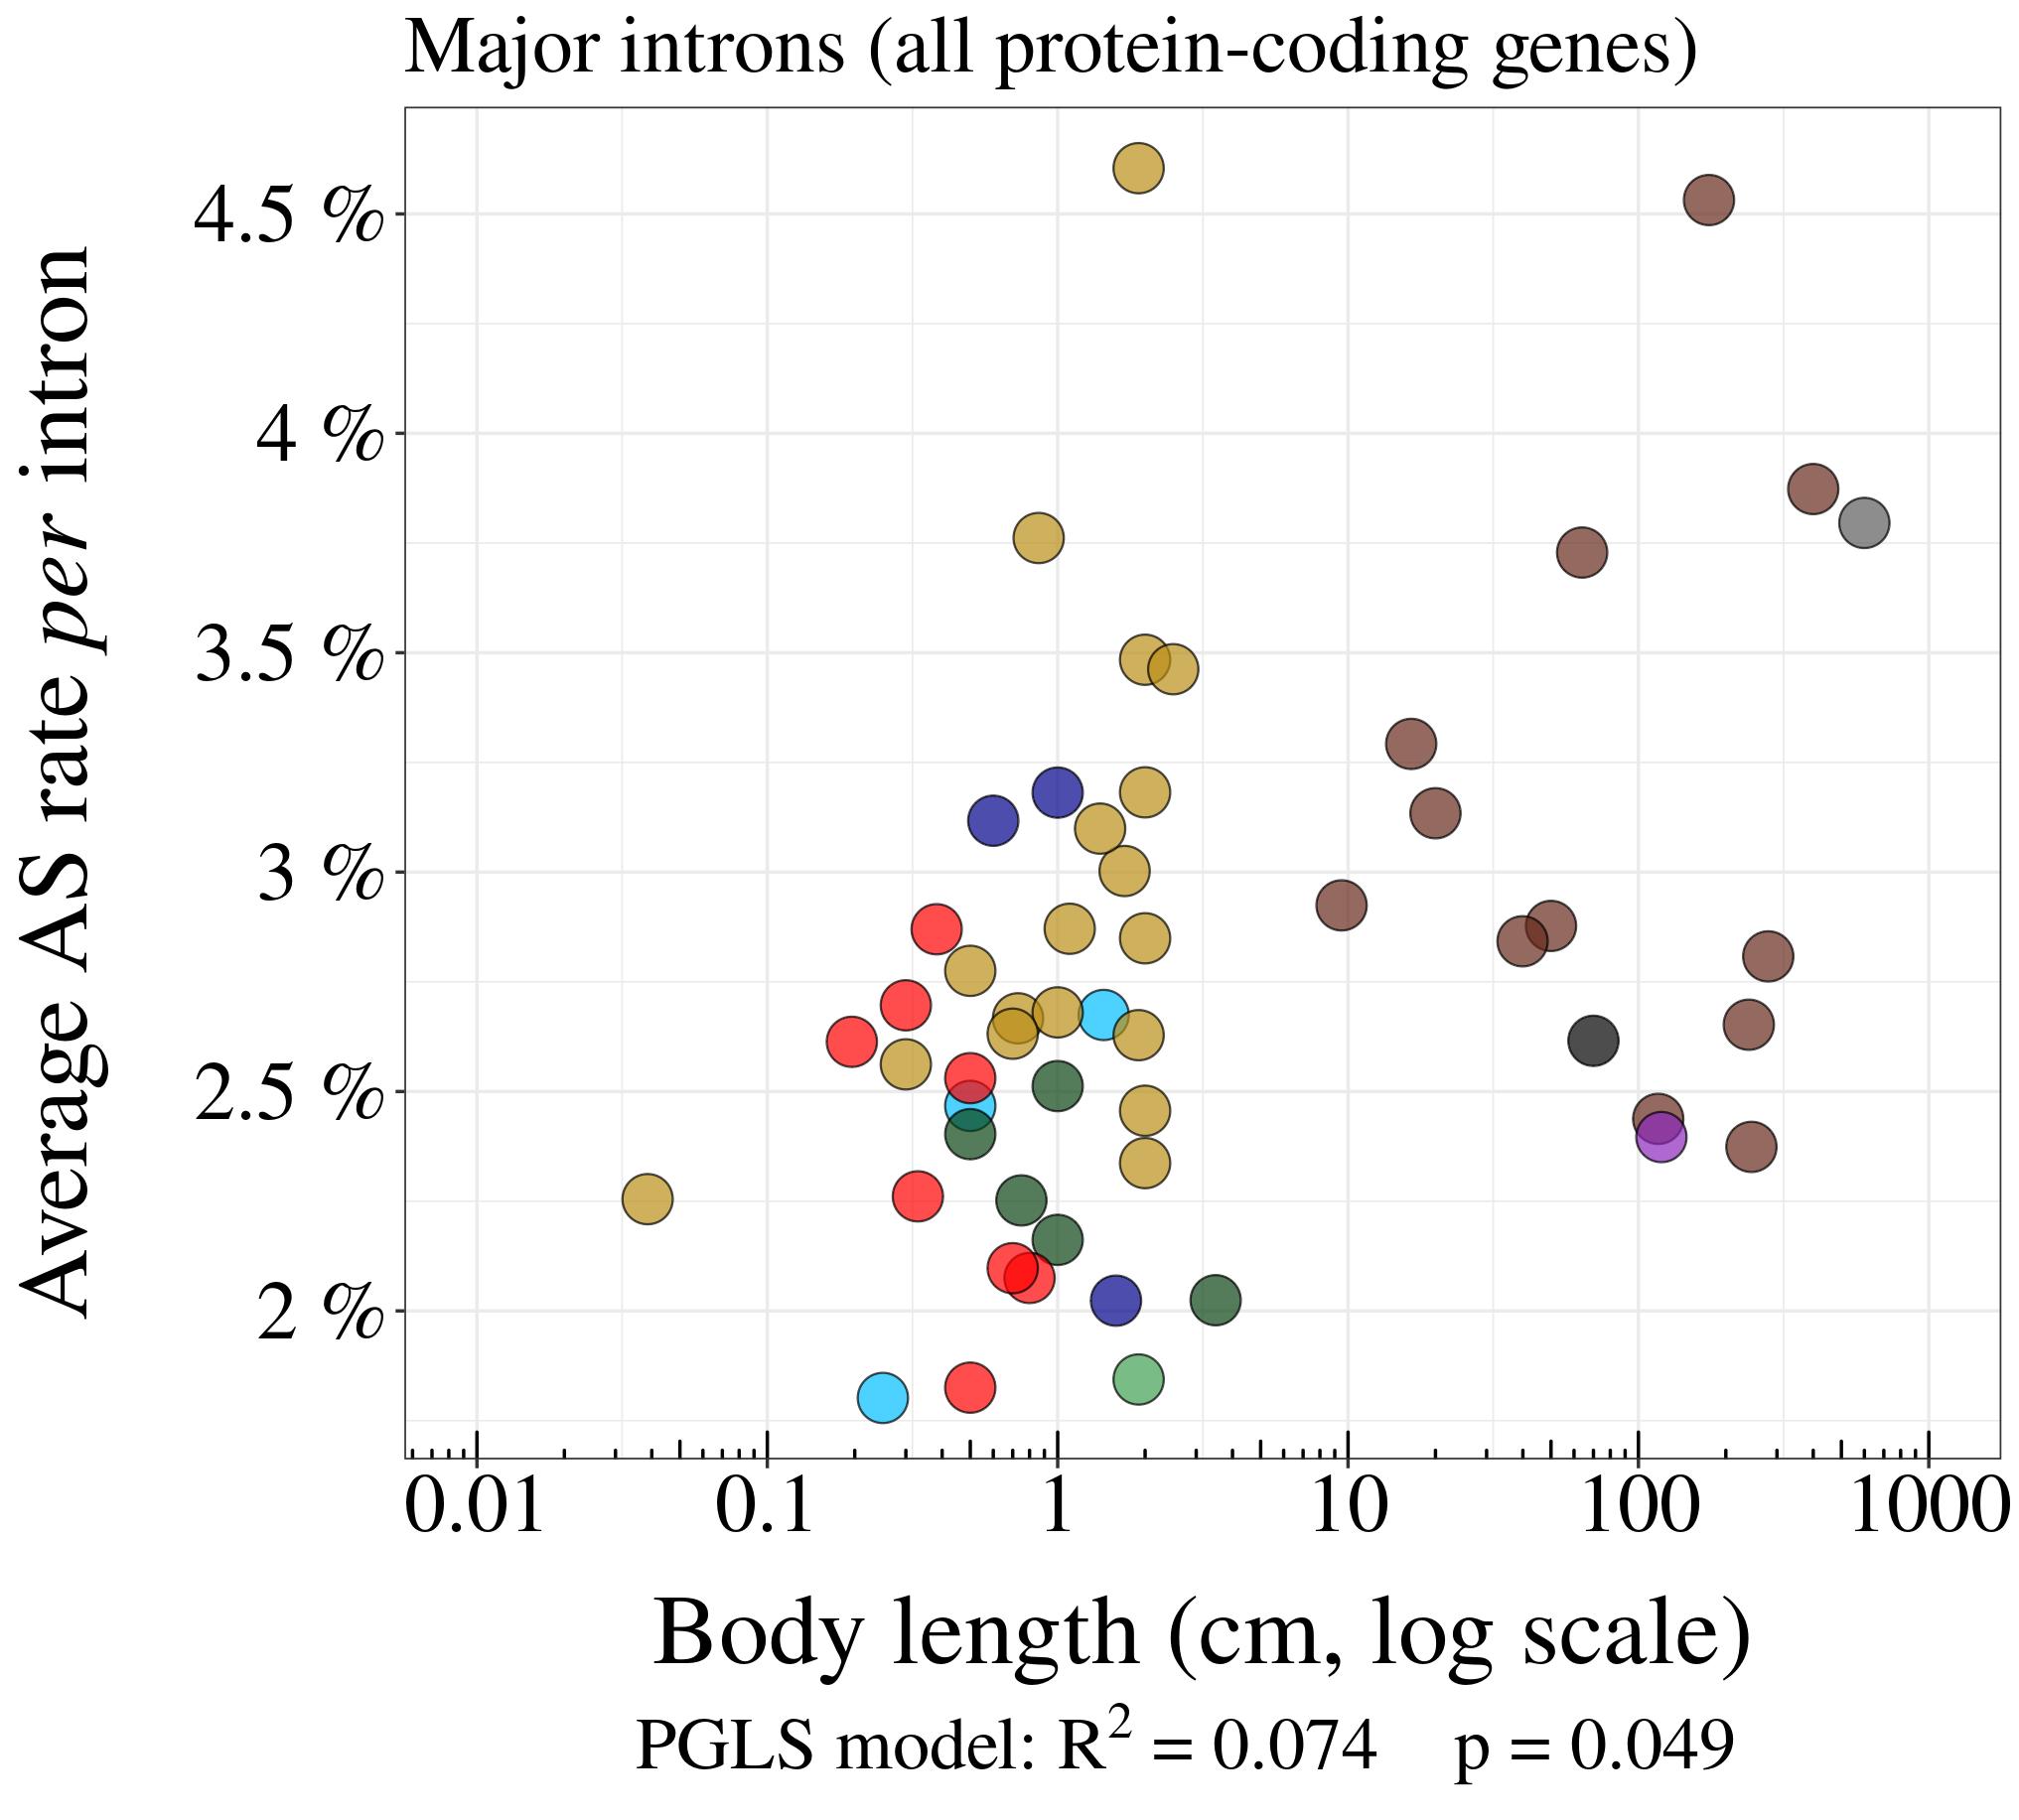 Major introns (all protein-coding genes)
Average AS rate per intron
4.5 %
4 %
3.5 %
3 %
2.5 %
2 %
0.01 0.1 1 10 100 1000
Body length (cm, log scale)
PGLS model: R² = 0.074 p = 0.049